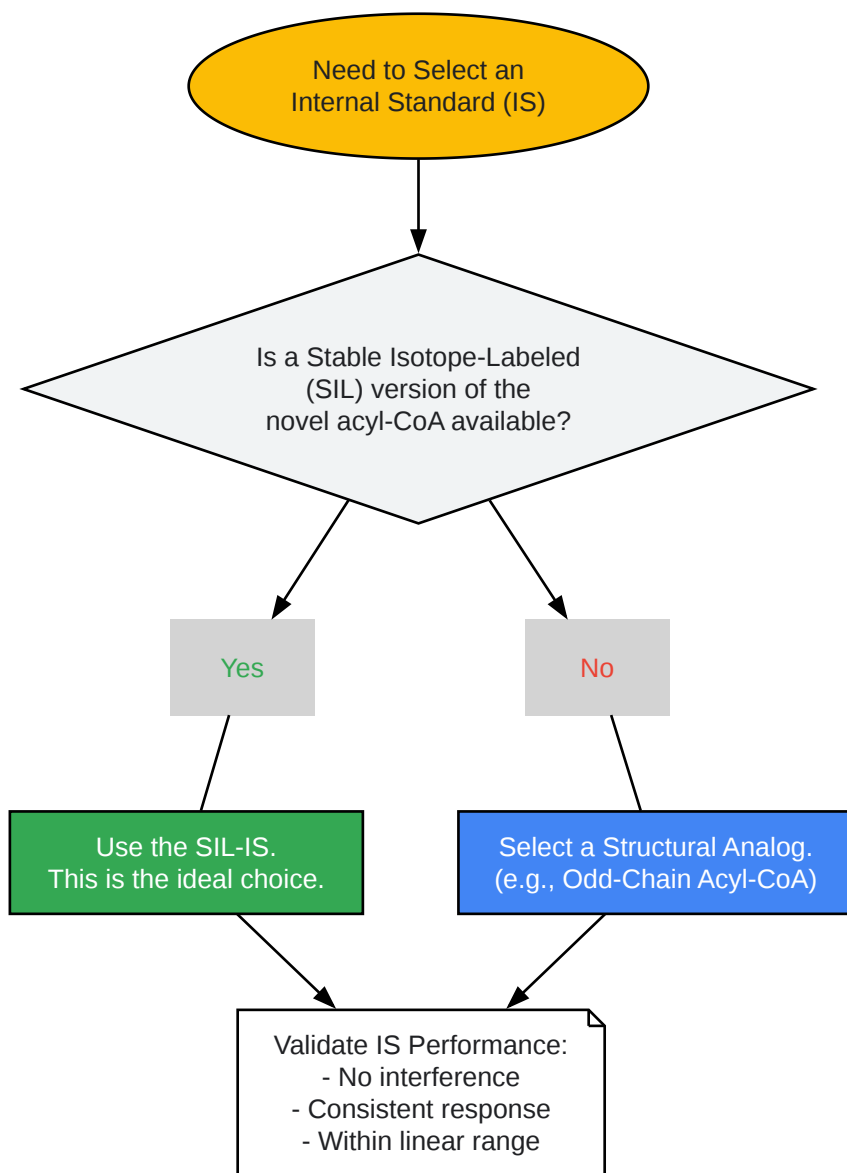 Need to Select an
Internal Standard (IS)
Is a Stable Isotope-Labeled
(SIL) version of the
novel acyl-CoA available?
Yes
No
Use the SIL-IS.
This is the ideal choice.
Select a Structural Analog.
(e.g., Odd-Chain Acyl-CoA)
Validate IS Performance:
- No interference
- Consistent response
- Within linear range